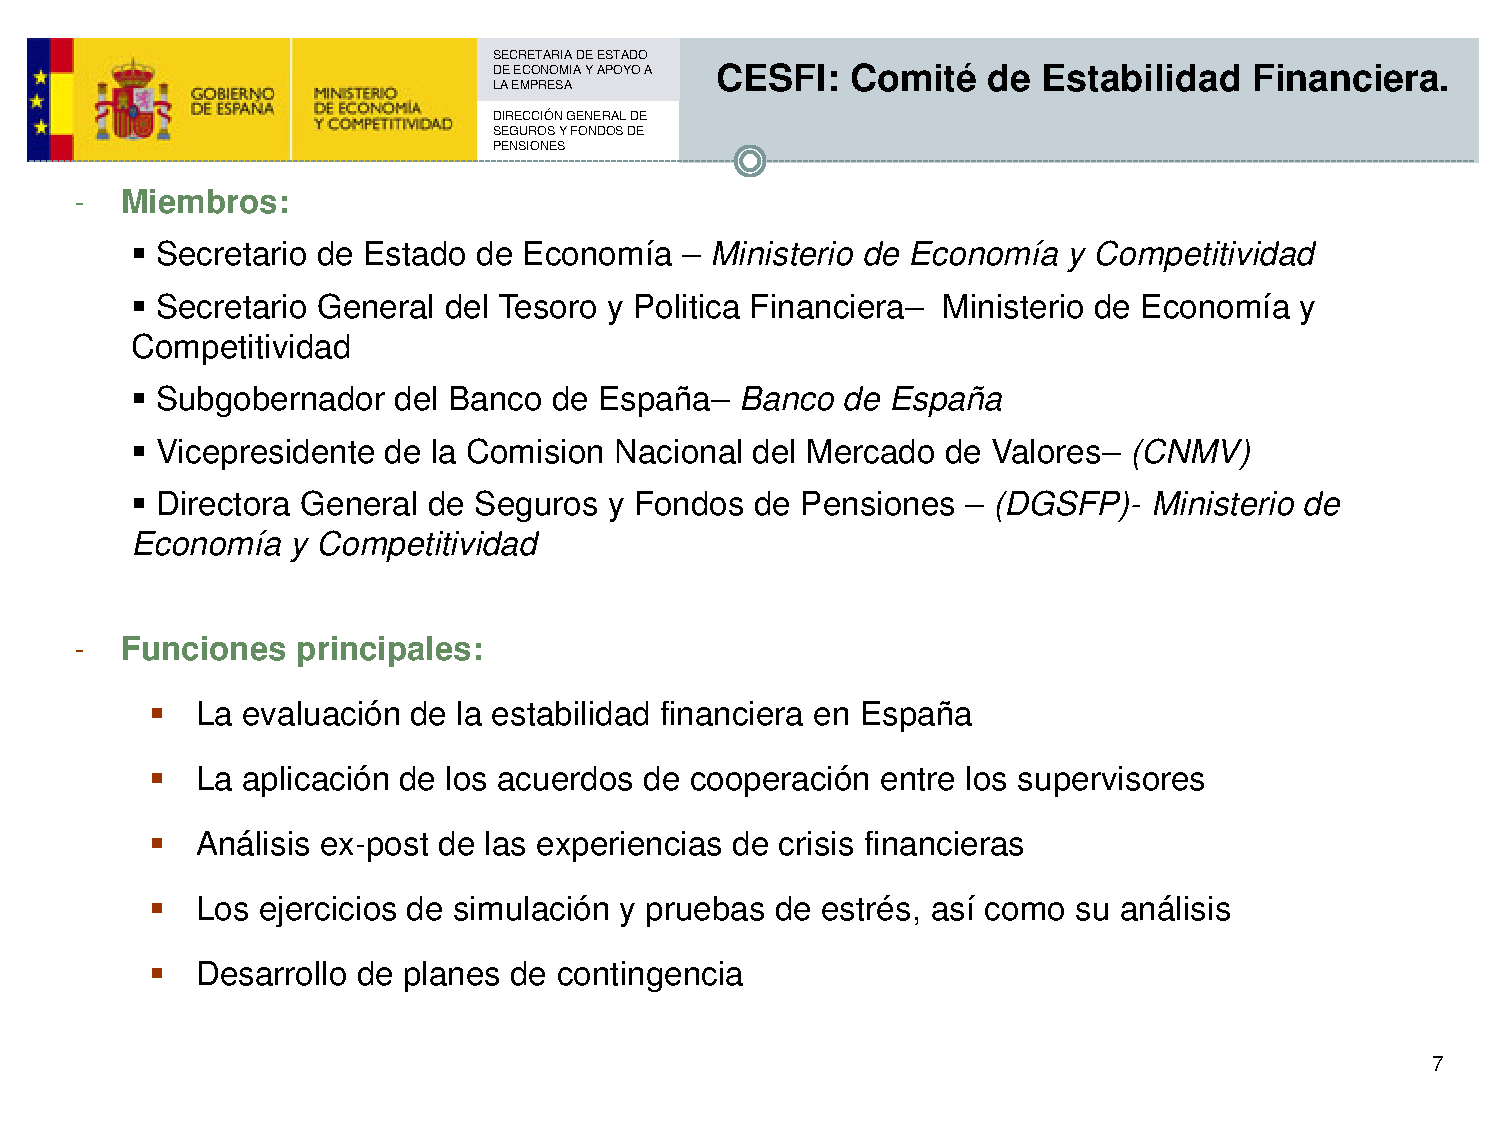 GOBIERNO
DE ESPAÑA
MINISTERIO
DE ECONOMÍA
Y COMPETITIVIDAD
SECRETARIA DE ESTADO
DE ECONOMIA Y APOYO A
LA EMPRESA
DIRECCIÓN GENERAL DE
SEGUROS Y FONDOS DE
PENSIONES
CESFI: Comité de Estabilidad Financiera.
- Miembros:
▪ Secretario de Estado de Economía – Ministerio de Economía y Competitividad
▪ Secretario General del Tesoro y Politica Financiera– Ministerio de Economía y
Competitividad
▪ Subgobernador del Banco de España– Banco de España
▪ Vicepresidente de la Comision Nacional del Mercado de Valores– (CNMV)
▪ Directora General de Seguros y Fondos de Pensiones – (DGSFP)- Ministerio de
Economía y Competitividad
- Funciones principales:
▪ La evaluación de la estabilidad financiera en España
▪ La aplicación de los acuerdos de cooperación entre los supervisores
▪ Análisis ex-post de las experiencias de crisis financieras
▪ Los ejercicios de simulación y pruebas de estrés, así como su análisis
▪ Desarrollo de planes de contingencia
7